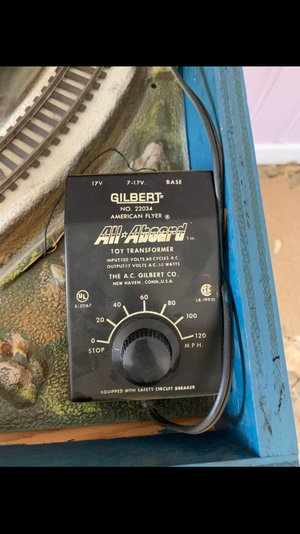 17V 7-17V BASE
GILBERT®
NO. 22034
AMERICAN FLYER ®
All★Aboard T.M.
TOY TRANSFORMER
INPUT:120 VOLTS, 60 CYCLES A.C.
OUTPUT:17 VOLTS A.C. 50 WATTS
THE A.C. GILBERT CO.
NEW HAVEN, CONN., U.S.A.
UL
60
40 80
20 100
0 120
STOP M.P.H.
EQUIPPED WITH SAFETY CIRCUIT BREAKER